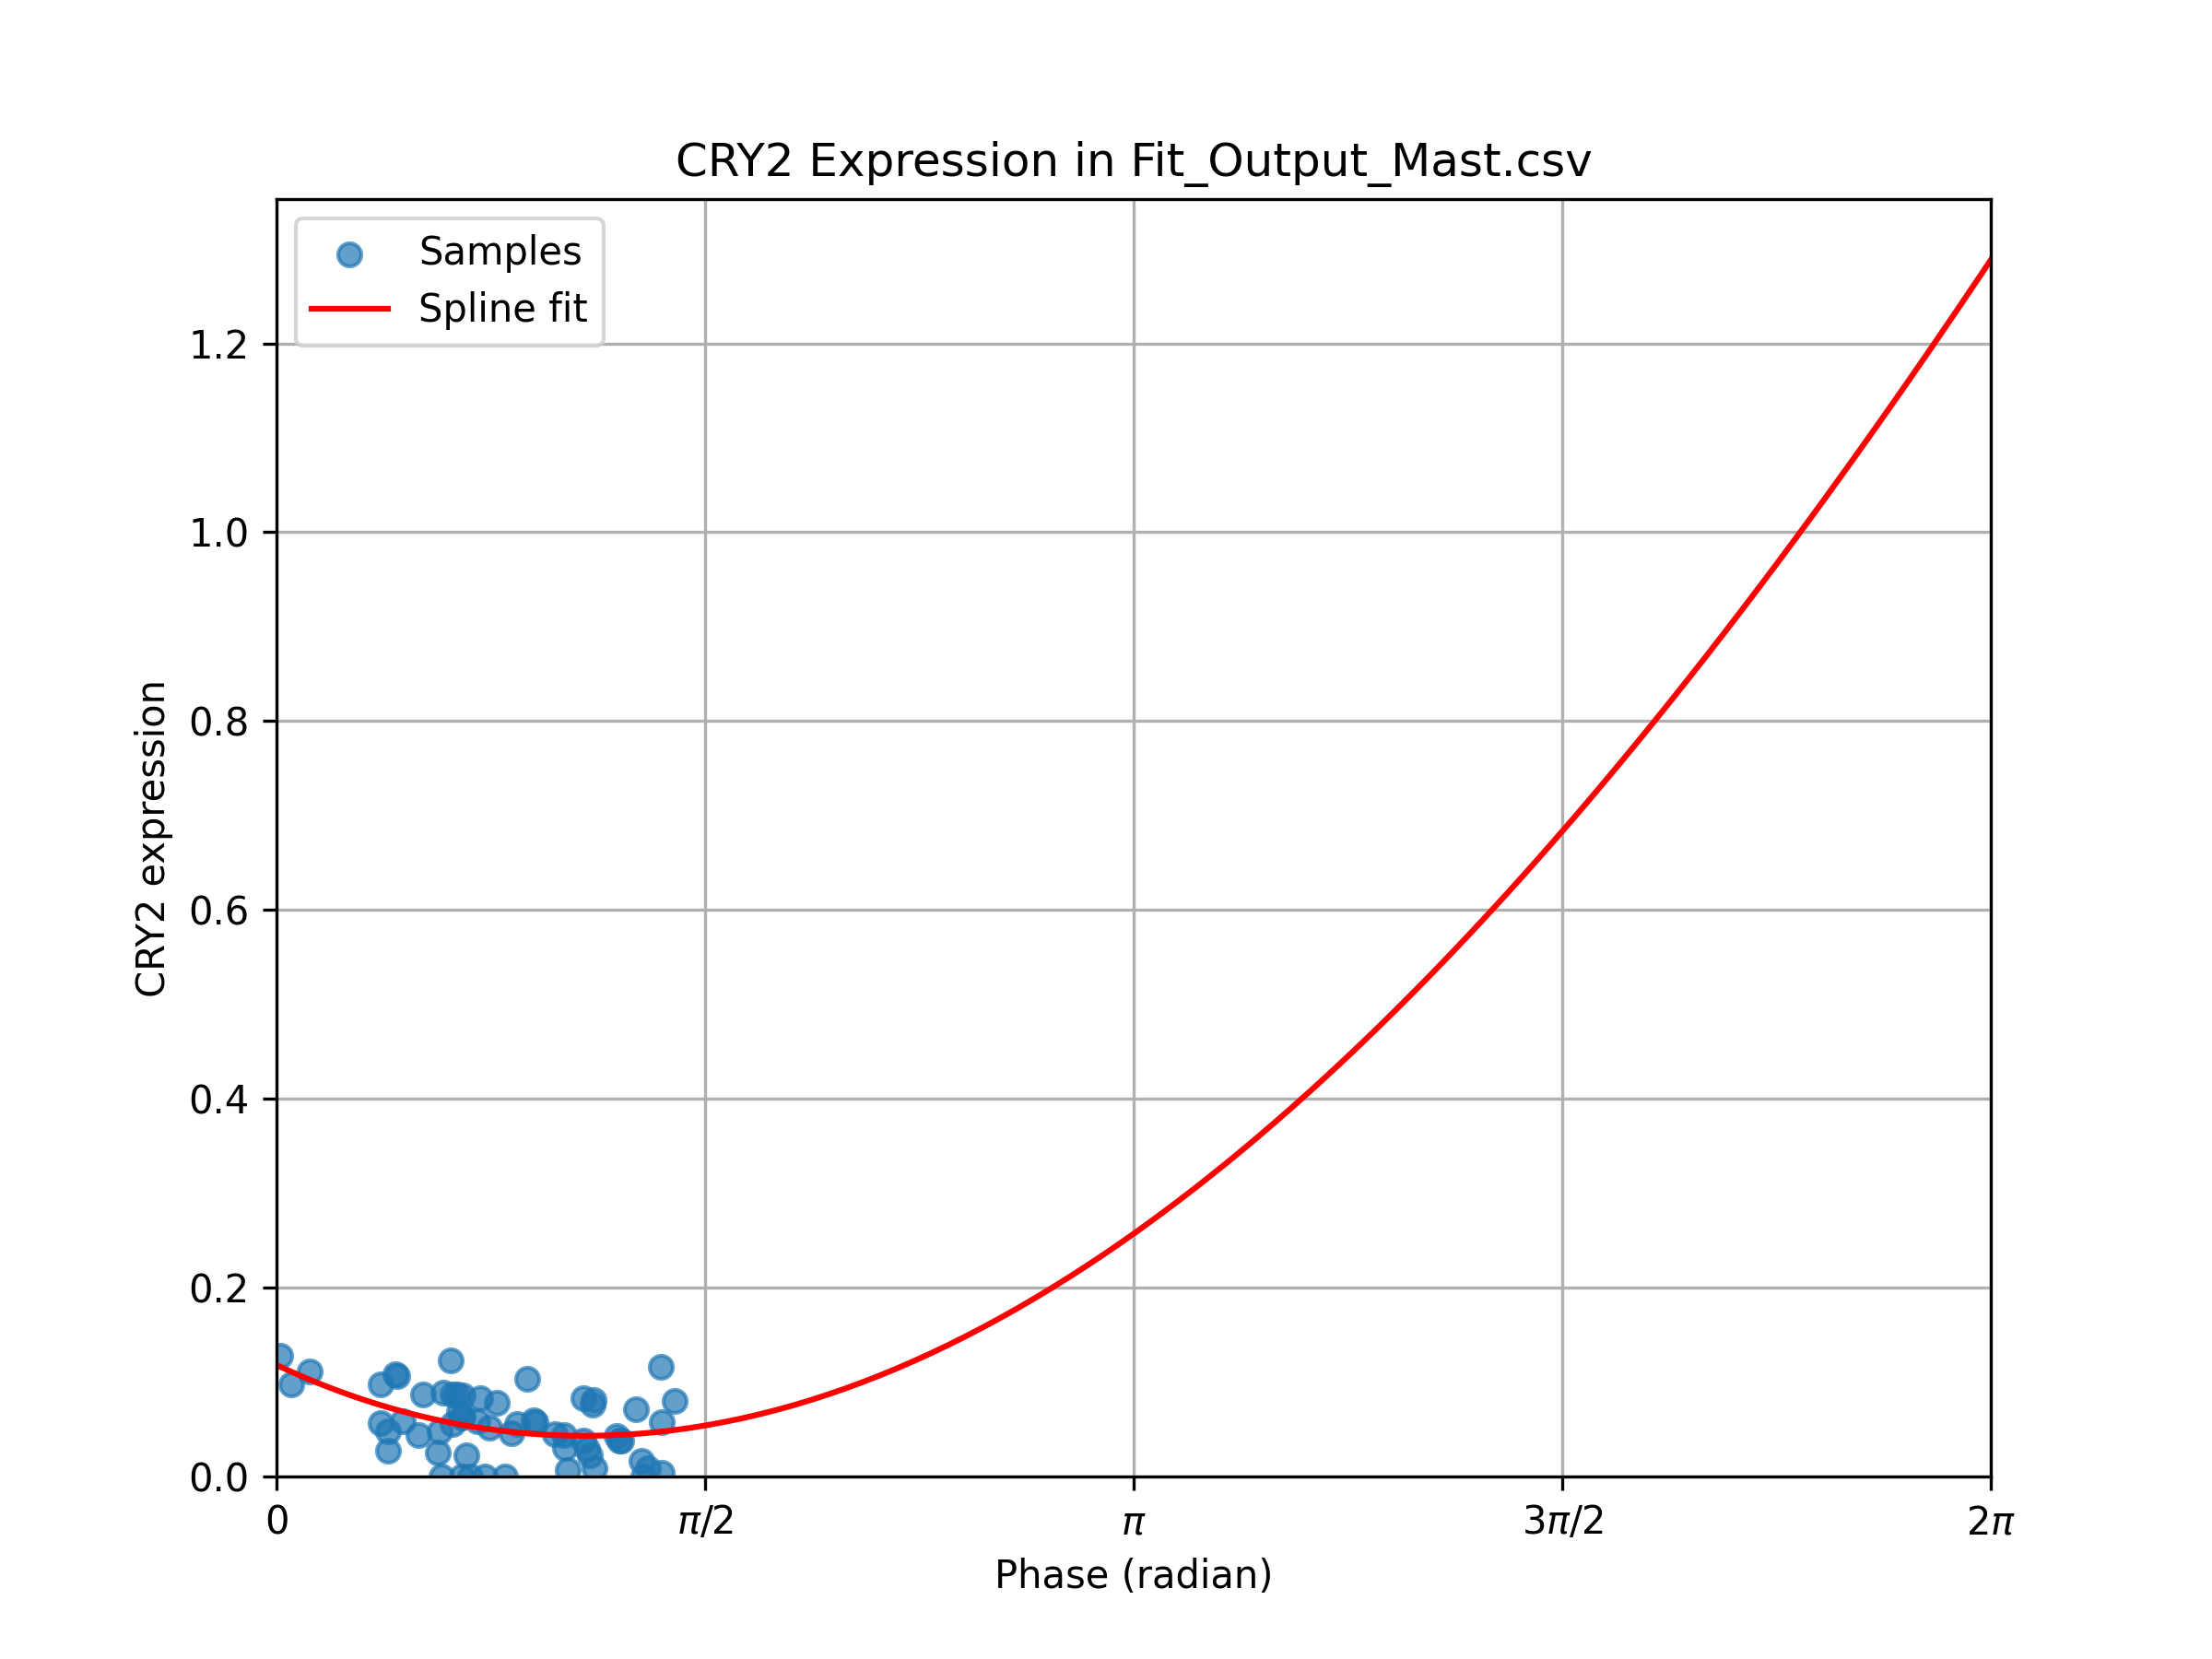 CRY2 Expression in Fit_Output_Mast.csv
Samples
Spline fit
1.2
1.0
0.8
0.6
0.4
0.2
0.0
CRY2 expression
0
π/2
π
3π/2
2π
Phase (radian)